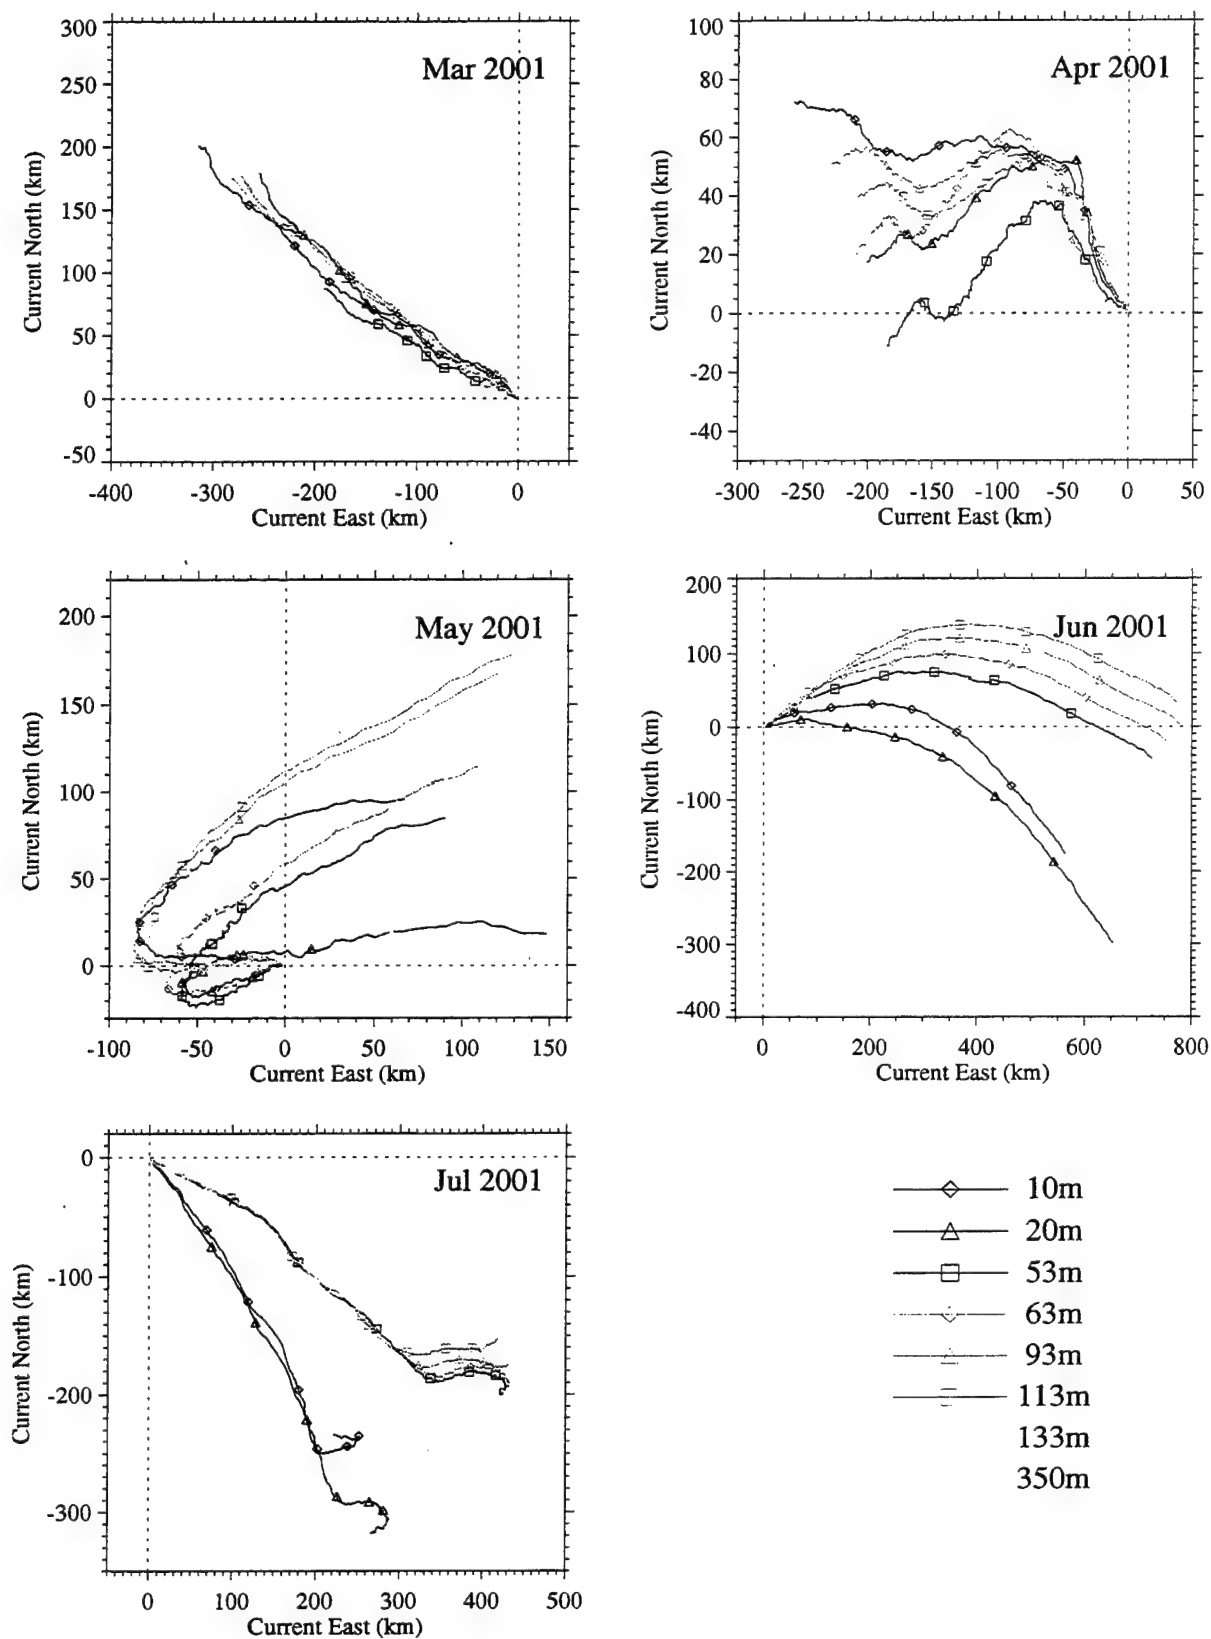 300
250
200
150
100
50
0
-50
Current North (km)
Mar 2001
-400 -300 -200 -100 0
Current East (km)
100
80
60
40
20
0
-20
-40
Current North (km)
Apr 2001
-300 -250 -200 -150 -100 -50 0 50
Current East (km)
200
150
100
50
0
Current North (km)
May 2001
-100 -50 0 50 100 150
Current East (km)
200
100
0
-100
-200
-300
-400
Current North (km)
Jun 2001
0 200 400 600 800
Current East (km)
0
-100
-200
-300
Current North (km)
Jul 2001
0 100 200 300 400 500
Current East (km)
10m
20m
53m
63m
93m
113m
133m
350m